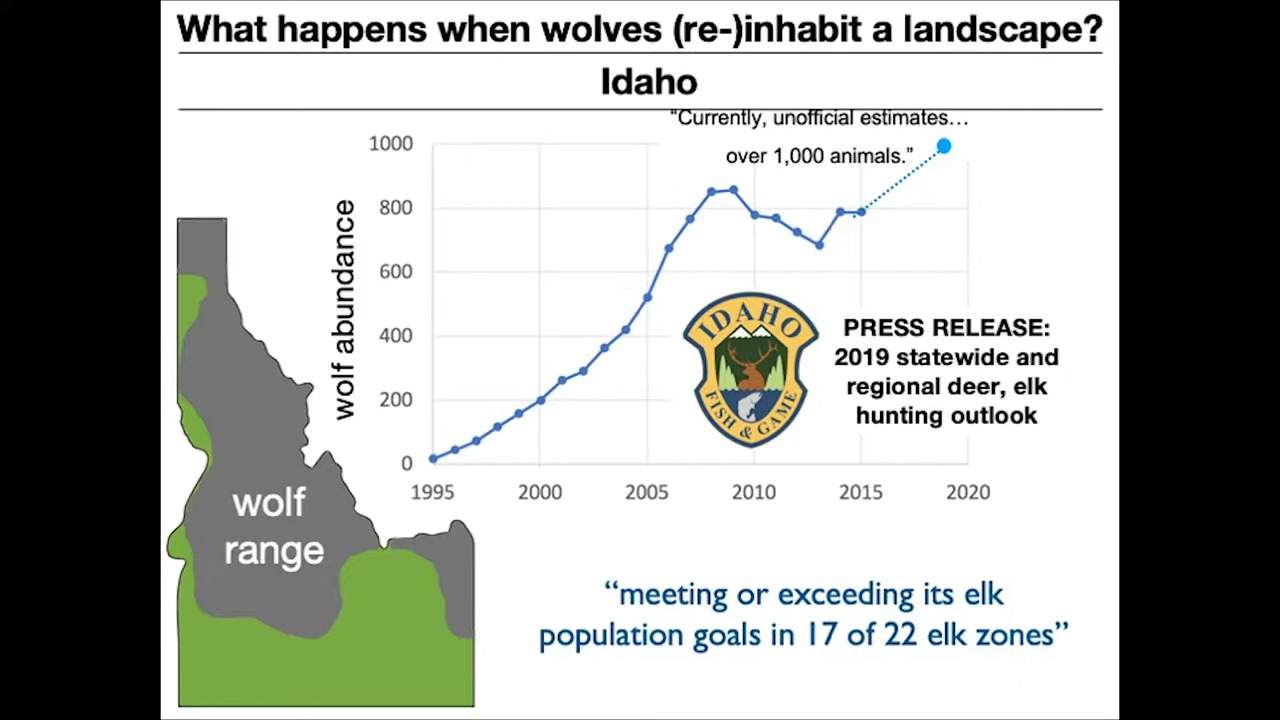 What happens when wolves (re-)inhabit a landscape?
Idaho
“Currently, unofficial estimates…
over 1,000 animals.”
1000
800
600
400
200
0
wolf abundance
1995
2000
2005
2010
2015
2020
IDAHO
FISH & GAME
PRESS RELEASE:
2019 statewide and
regional deer, elk
hunting outlook
wolf
range
“meeting or exceeding its elk
population goals in 17 of 22 elk zones”